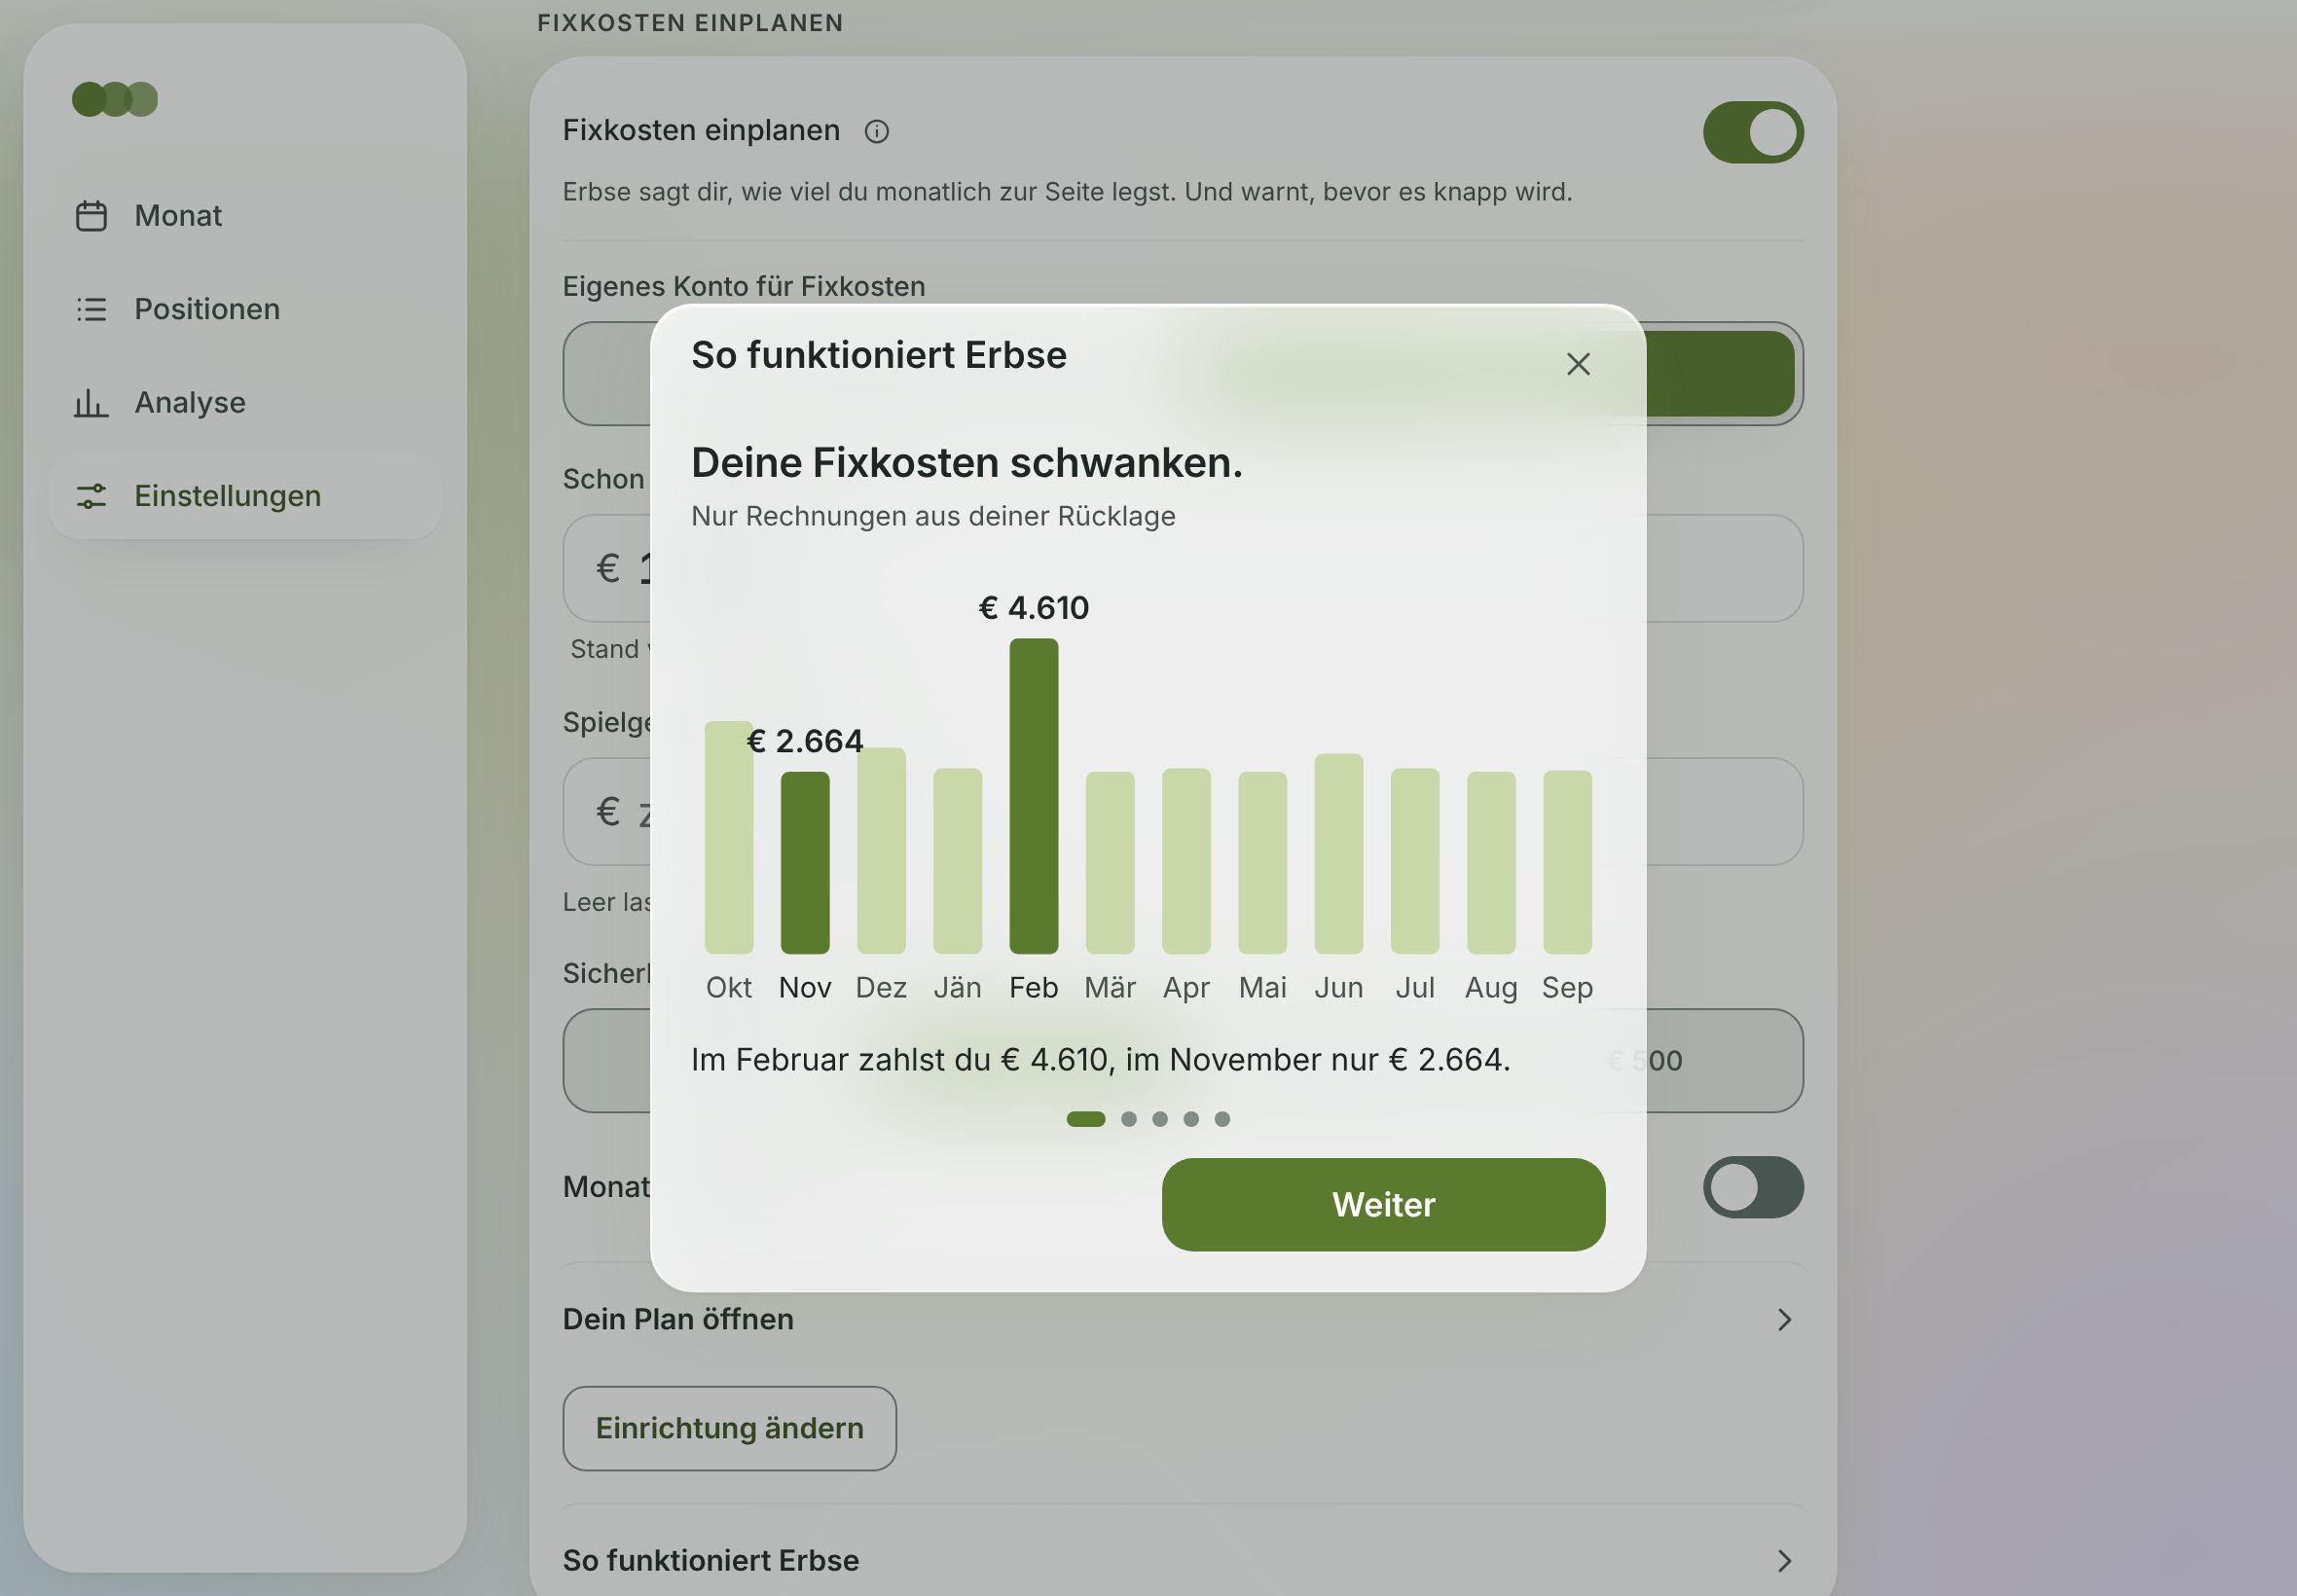 FIXKOSTEN EINPLANEN
Monat
Positionen
Analyse
Einstellungen
Fixkosten einplanen
Erbse sagt dir, wie viel du monatlich zur Seite legst. Und warnt, bevor es knapp wird.
Eigenes Konto für Fixkosten
So funktioniert Erbse
Deine Fixkosten schwanken.
Nur Rechnungen aus deiner Rücklage
Schon
€ 1
Stand
€ 4.610
€ 2.664
Okt Nov Dez Jän Feb Mär Apr Mai Jun Jul Aug Sep
Im Februar zahlst du € 4.610, im November nur € 2.664.
Weiter
€
Leer
€ 500
Dein Plan öffnen
Einrichtung ändern
So funktioniert Erbse